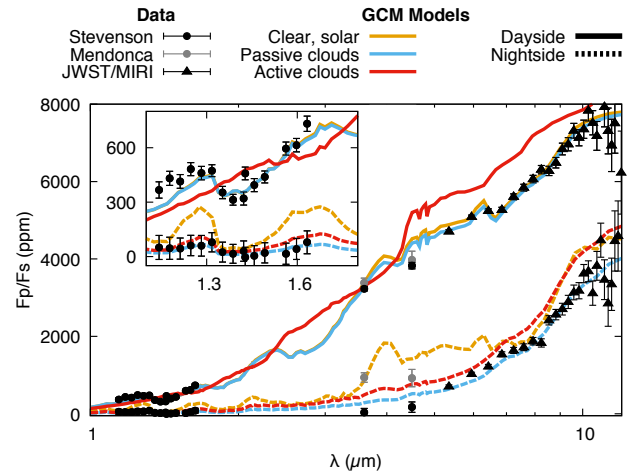 Data GCM Models
Stevenson Clear, solar Dayside
Mendonca Passive clouds Nightside
JWST/MIRI Active clouds
8000
6000
4000
2000
0
Fp/Fs (ppm)
600
300
0
1.3 1.6
1 10
λ (μm)